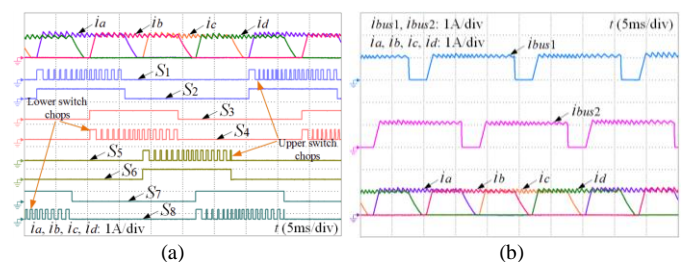 ia ib ic id
S1
S2
Lower switch chops
S3
S4
Upper switch chops
S5
S6
S7
S8
ia, ib, ic, id: 1A/div t (5ms/div)
(a)
ibus1, ibus2: 1A/div t (5ms/div)
ia, ib, ic, id: 1A/div ibus1
ibus2
ia ib ic id
(b)